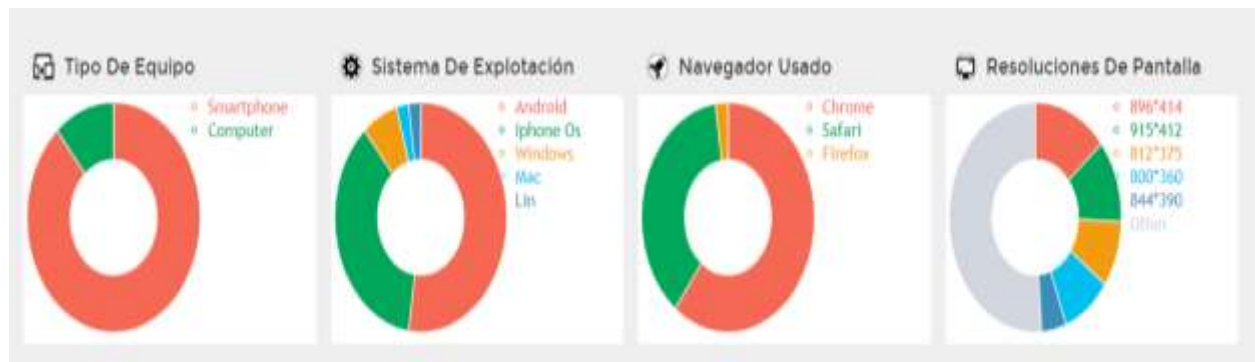 Tipo De Equipo
Smartphone
Computer
Sistema De Explotación
Android
Iphone Os
Windows
Mac
Lin
Navegador Usado
Chrome
Safari
Firefox
Resoluciones De Pantalla
896*414
915*412
812*375
800*360
844*390
Other